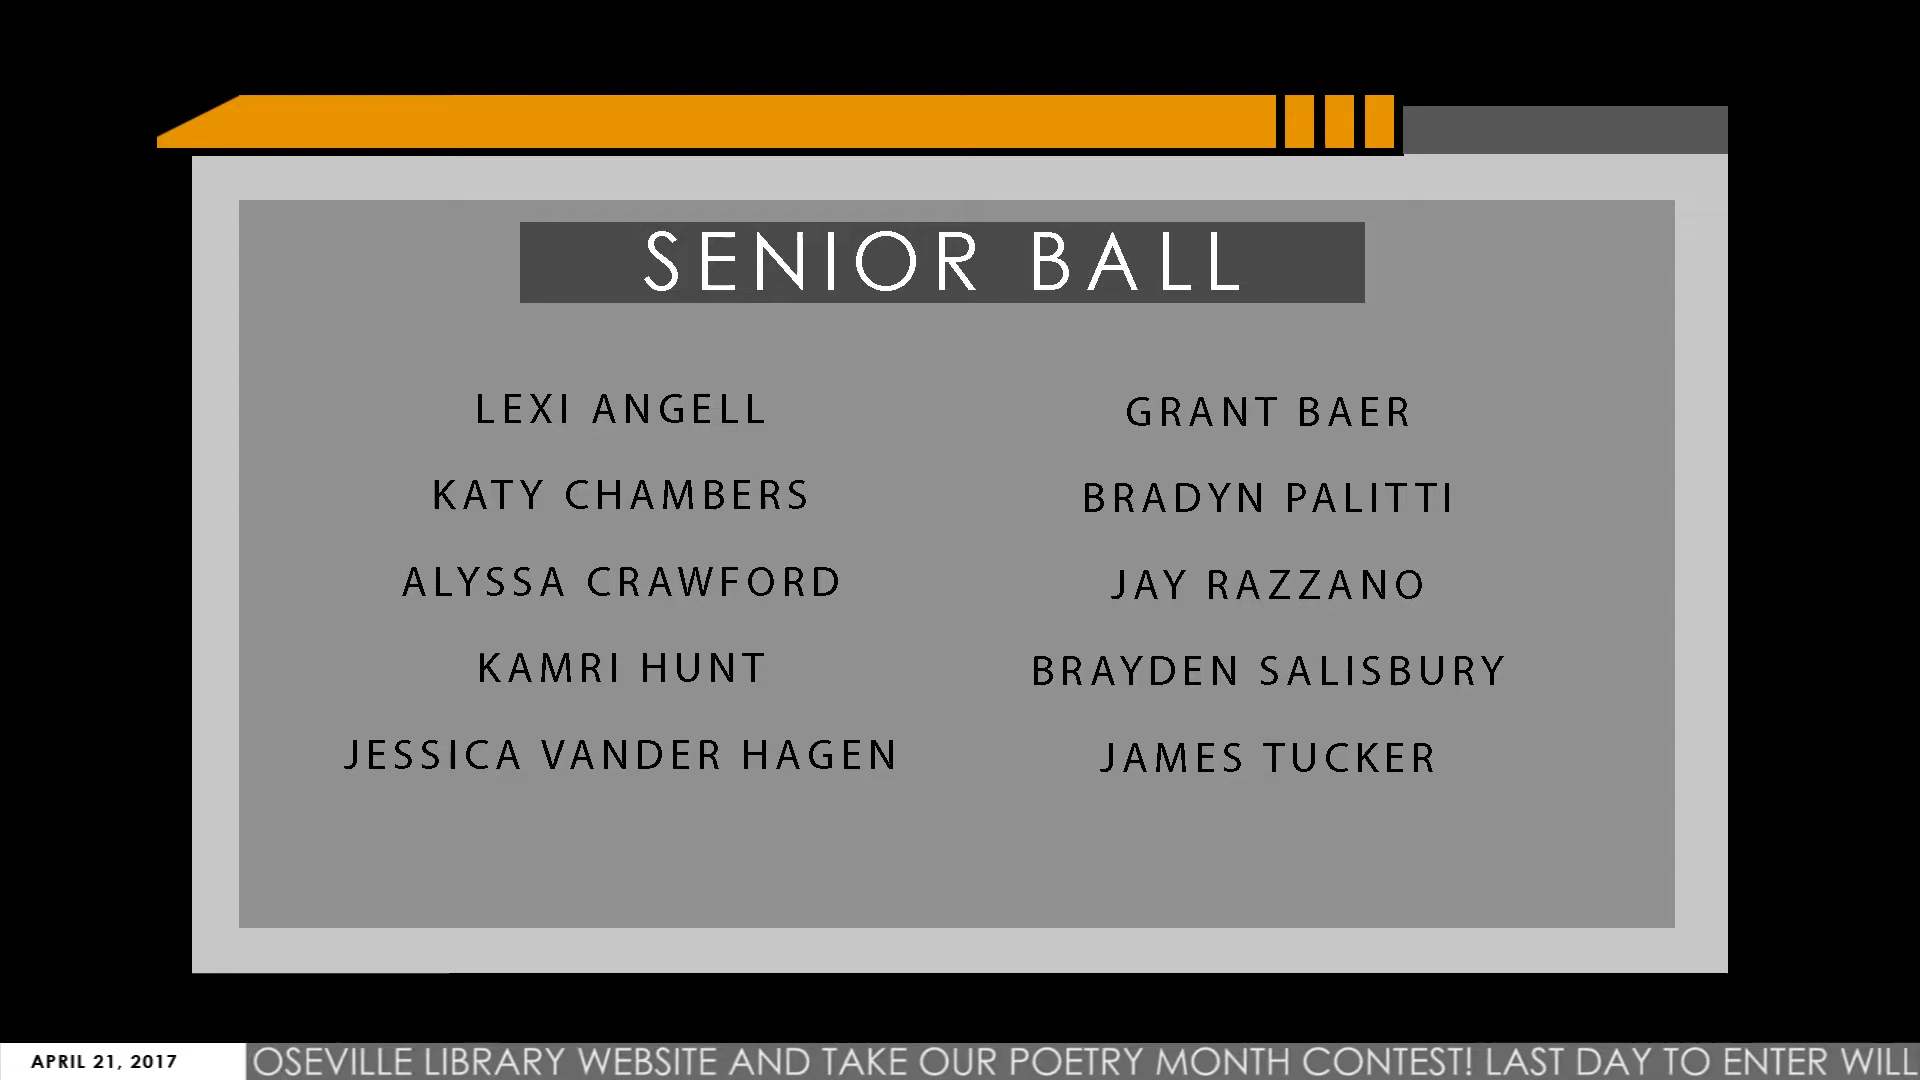 SENIOR BALL
LEXI ANGELL
KATY CHAMBERS
ALYSSA CRAWFORD
KAMRI HUNT
JESSICA VANDER HAGEN
GRANT BAER
BRADYN PALITTI
JAY RAZZANO
BRAYDEN SALISBURY
JAMES TUCKER
APRIL 21, 2017
OSEVILLE LIBRARY WEBSITE AND TAKE OUR POETRY MONTH CONTEST! LAST DAY TO ENTER WILL